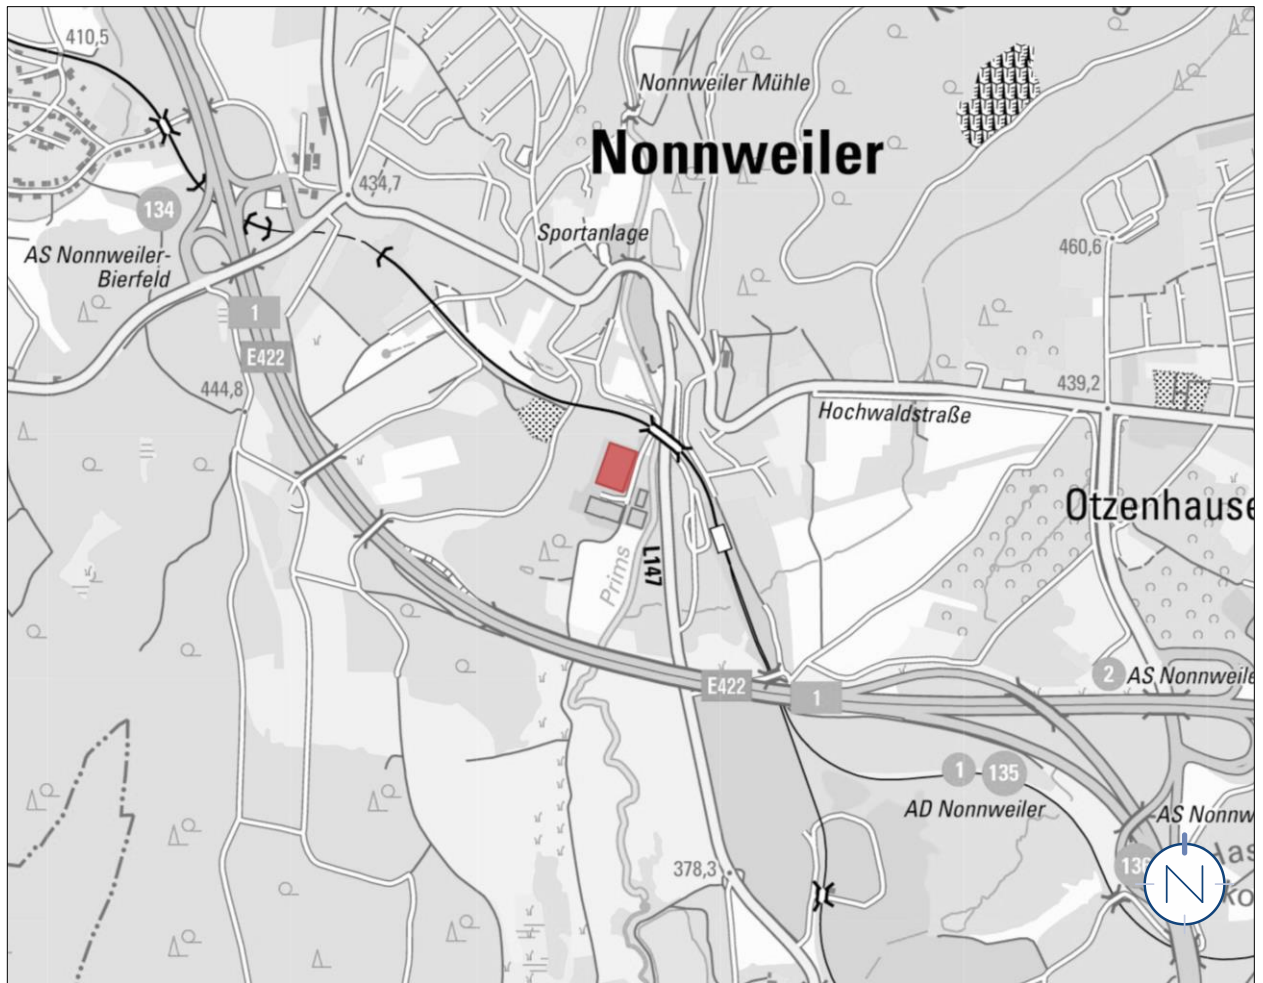 410,5
Nonnweiler Mühle
Nonnweiler
434,7
134
Sportanlage
AS Nonnweiler-
Bierfeld
460,6
1
E422
444,8
439,2
Hochwaldstraße
Otzenhause
Prims
L147
2
AS Nonnweile
E422
1
1
135
AD Nonnweiler
AS Nonnw
136
378,3
N